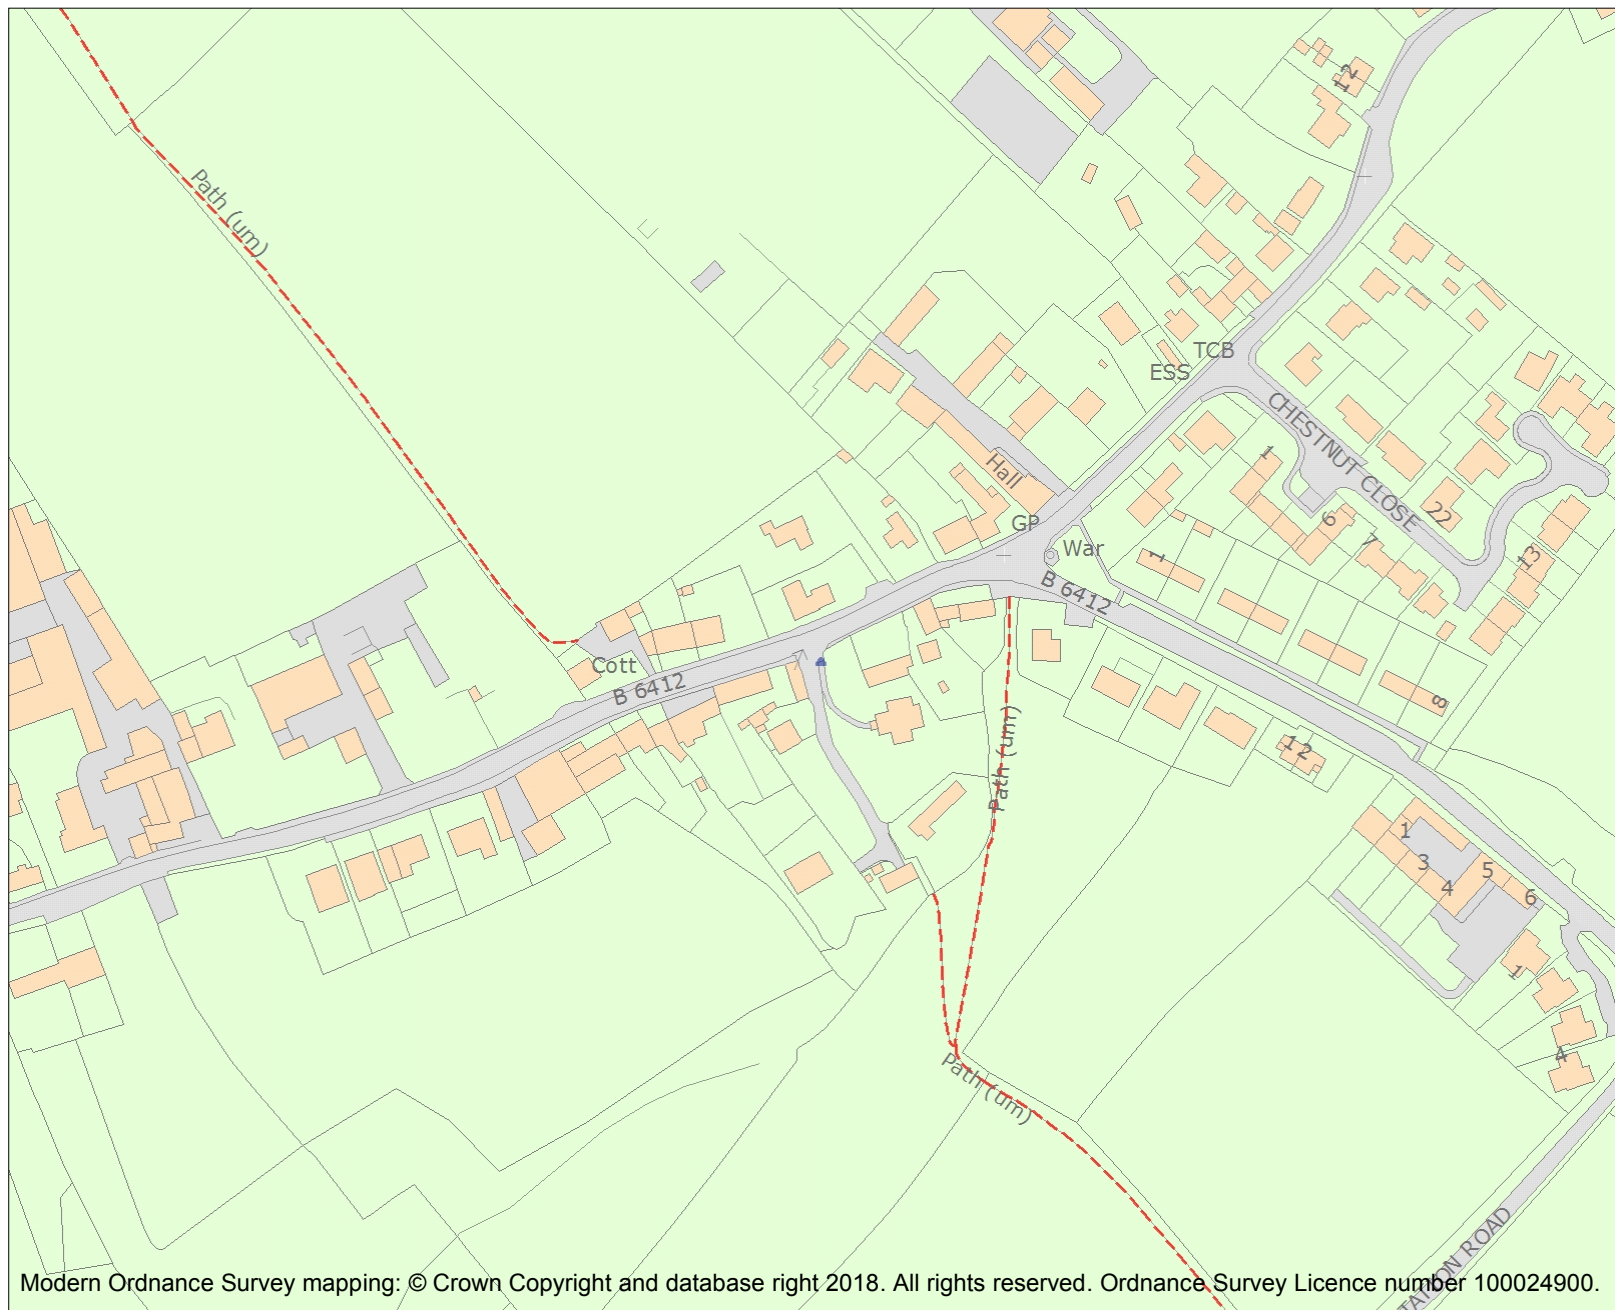 12
Path (um)
TCB
ESS
CHESTNUT CLOSE
1
Hall
22
6
GP
7
War
1
13
B 6412
Cott
B 6412
8
Path (um)
12
1
3
5
4
6
1
Path (um)
4
TATION ROAD
Modern Ordnance Survey mapping: © Crown Copyright and database right 2018. All rights reserved. Ordnance Survey Licence number 100024900.